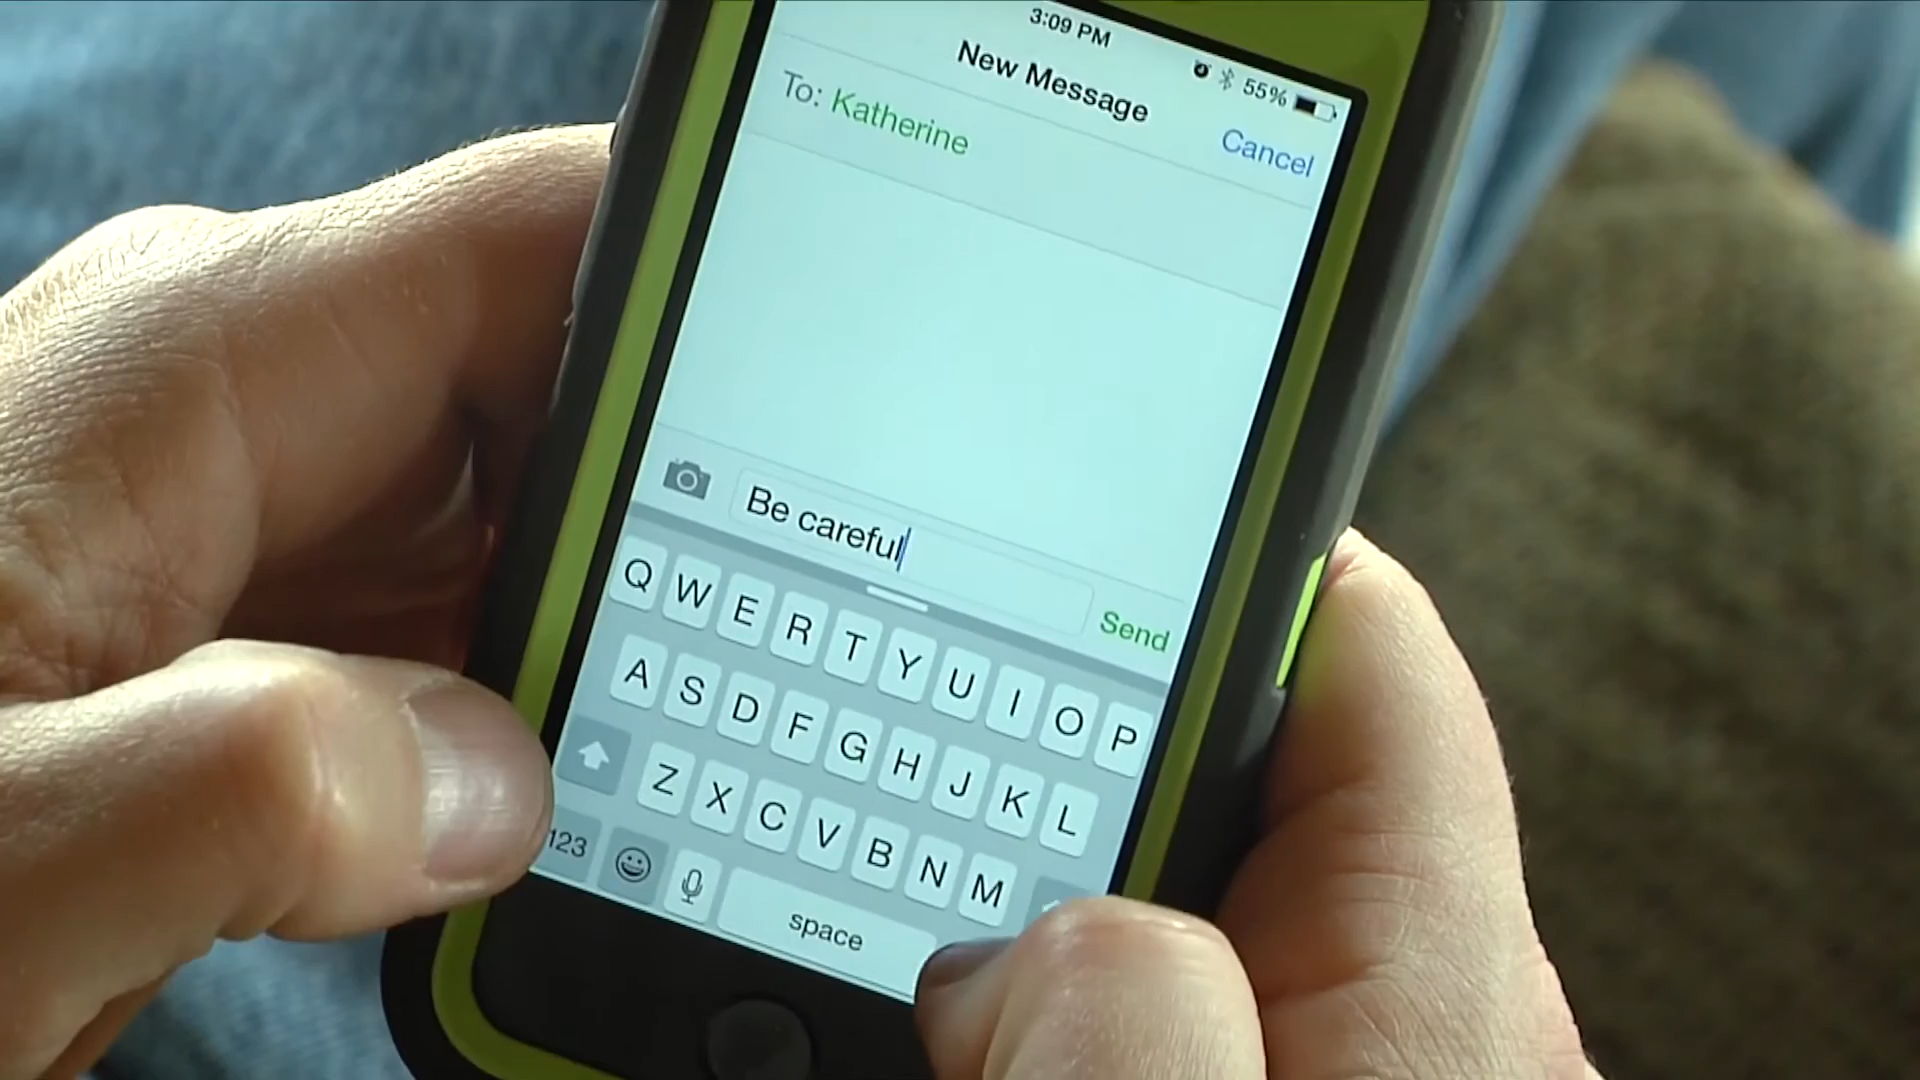 3:09 PM
55%
New Message
Cancel
To: Katherine
Be careful
Send
Q W E R T Y U I O P
A S D F G H J K L
Z X C V B N M
123 space